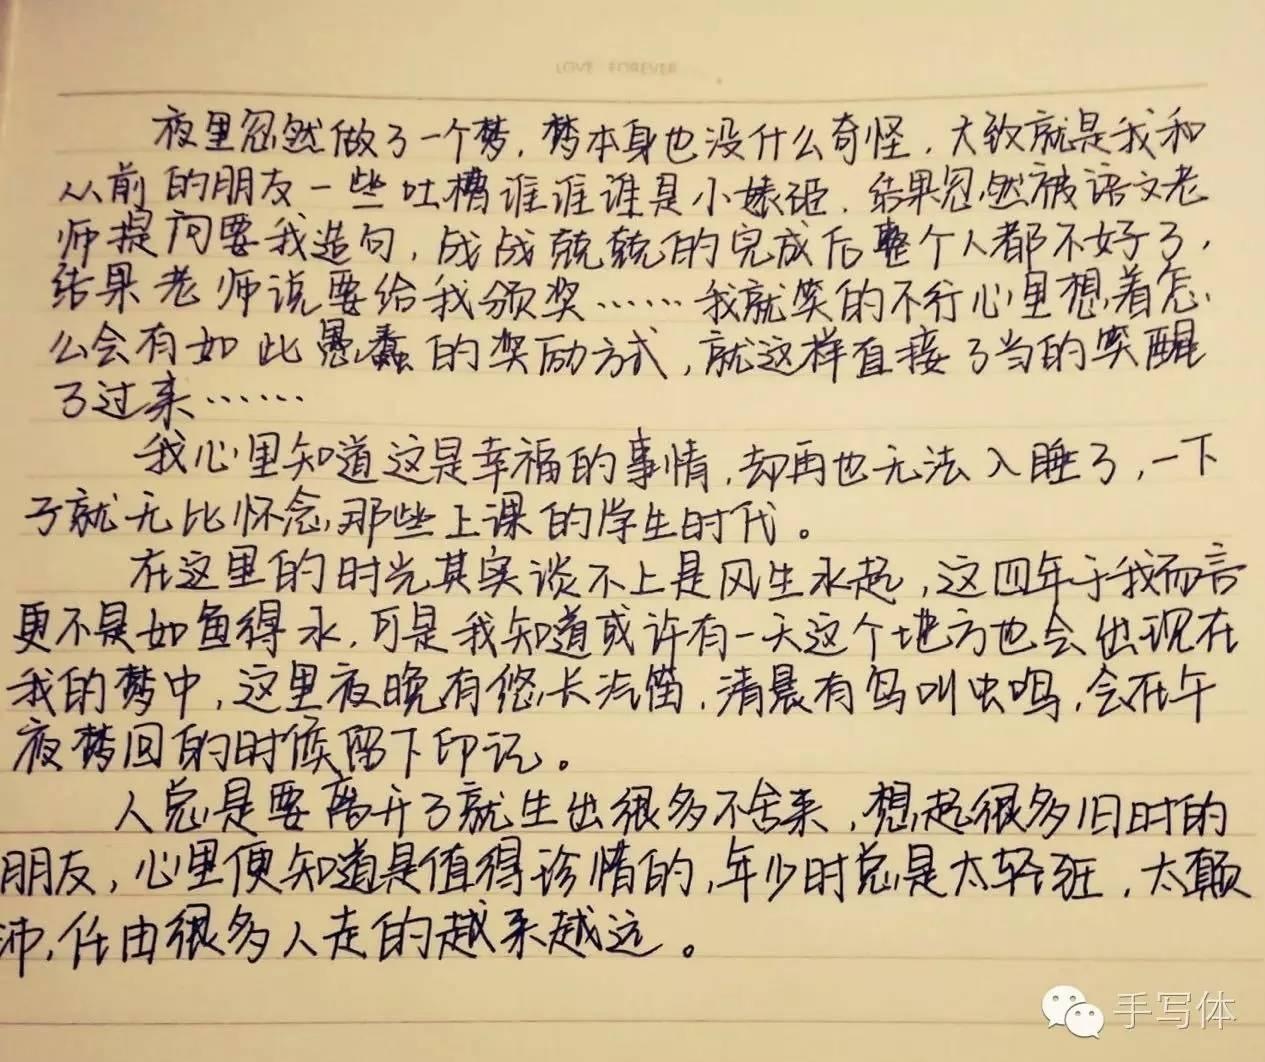 LOVE FOREVER
夜里忽然做了一个梦，梦本身也没什么奇怪，大致就是我和
从前的朋友一些吐槽谁谁谁是小婊砸，结果忽然被语文老
师提问要我造句，战战兢兢的完成后整个人都不好了，
结果老师说要给我颁奖……我就笑的不行心里想着怎
么会有如此愚蠢的奖励方式，就这样直接了当的笑醒
了过来……
我心里知道这是幸福的事情，却再也无法入睡了，一下
子就无比怀念那些上课的学生时代。
在这里的时光其实谈不上是风生水起，这四年于我而言
更不是如鱼得水，可是我知道或许有一天这个地方也会出现在
我的梦中，这里夜晚有悠长汽笛，清晨有鸟叫虫鸣，会在午
夜梦回的时候留下印记。
人总是要离开了就生出很多不舍来，想起很多旧时的
朋友，心里便知道是值得珍惜的，年少时总是太轻狂，太颠
沛，任由很多人走的越来越远。
手写体